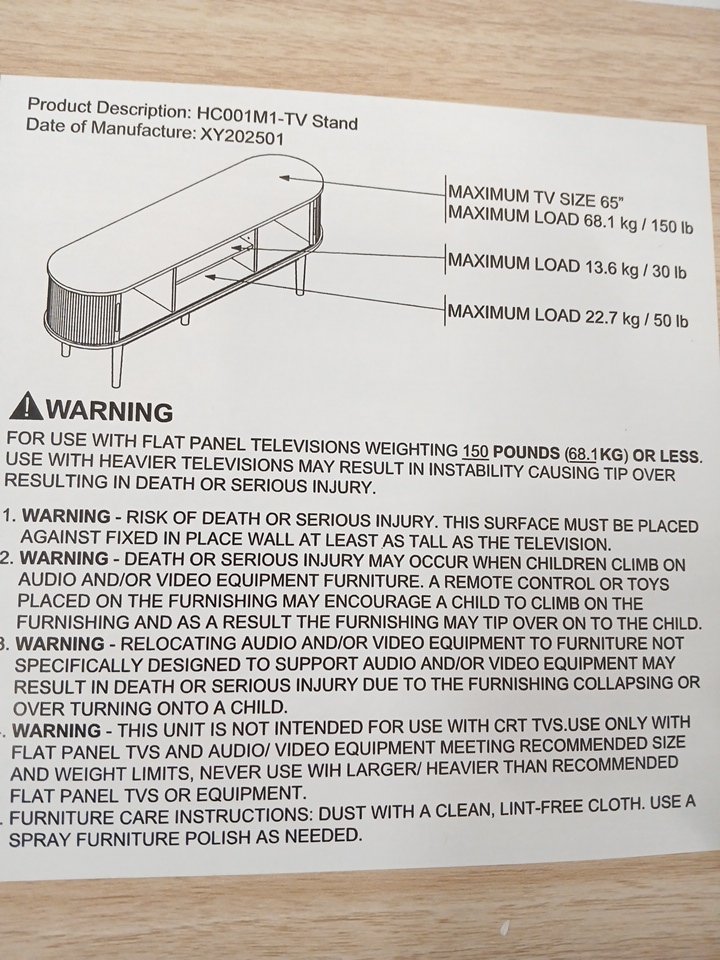 Product Description: HC001M1-TV Stand
Date of Manufacture: XY202501
MAXIMUM TV SIZE 65”
MAXIMUM LOAD 68.1 kg / 150 lb
MAXIMUM LOAD 13.6 kg / 30 lb
MAXIMUM LOAD 22.7 kg / 50 lb
WARNING
FOR USE WITH FLAT PANEL TELEVISIONS WEIGHTING 150 POUNDS (68.1KG) OR LESS.
USE WITH HEAVIER TELEVISIONS MAY RESULT IN INSTABILITY CAUSING TIP OVER
RESULTING IN DEATH OR SERIOUS INJURY.
1. WARNING - RISK OF DEATH OR SERIOUS INJURY. THIS SURFACE MUST BE PLACED
AGAINST FIXED IN PLACE WALL AT LEAST AS TALL AS THE TELEVISION.
2. WARNING - DEATH OR SERIOUS INJURY MAY OCCUR WHEN CHILDREN CLIMB ON
AUDIO AND/OR VIDEO EQUIPMENT FURNITURE. A REMOTE CONTROL OR TOYS
PLACED ON THE FURNISHING MAY ENCOURAGE A CHILD TO CLIMB ON THE
FURNISHING AND AS A RESULT THE FURNISHING MAY TIP OVER ON TO THE CHILD.
3. WARNING - RELOCATING AUDIO AND/OR VIDEO EQUIPMENT TO FURNITURE NOT
SPECIFICALLY DESIGNED TO SUPPORT AUDIO AND/OR VIDEO EQUIPMENT MAY
RESULT IN DEATH OR SERIOUS INJURY DUE TO THE FURNISHING COLLAPSING OR
OVER TURNING ONTO A CHILD.
. WARNING - THIS UNIT IS NOT INTENDED FOR USE WITH CRT TVS.USE ONLY WITH
FLAT PANEL TVS AND AUDIO/ VIDEO EQUIPMENT MEETING RECOMMENDED SIZE
AND WEIGHT LIMITS, NEVER USE WIH LARGER/ HEAVIER THAN RECOMMENDED
FLAT PANEL TVS OR EQUIPMENT.
. FURNITURE CARE INSTRUCTIONS: DUST WITH A CLEAN, LINT-FREE CLOTH. USE A
SPRAY FURNITURE POLISH AS NEEDED.